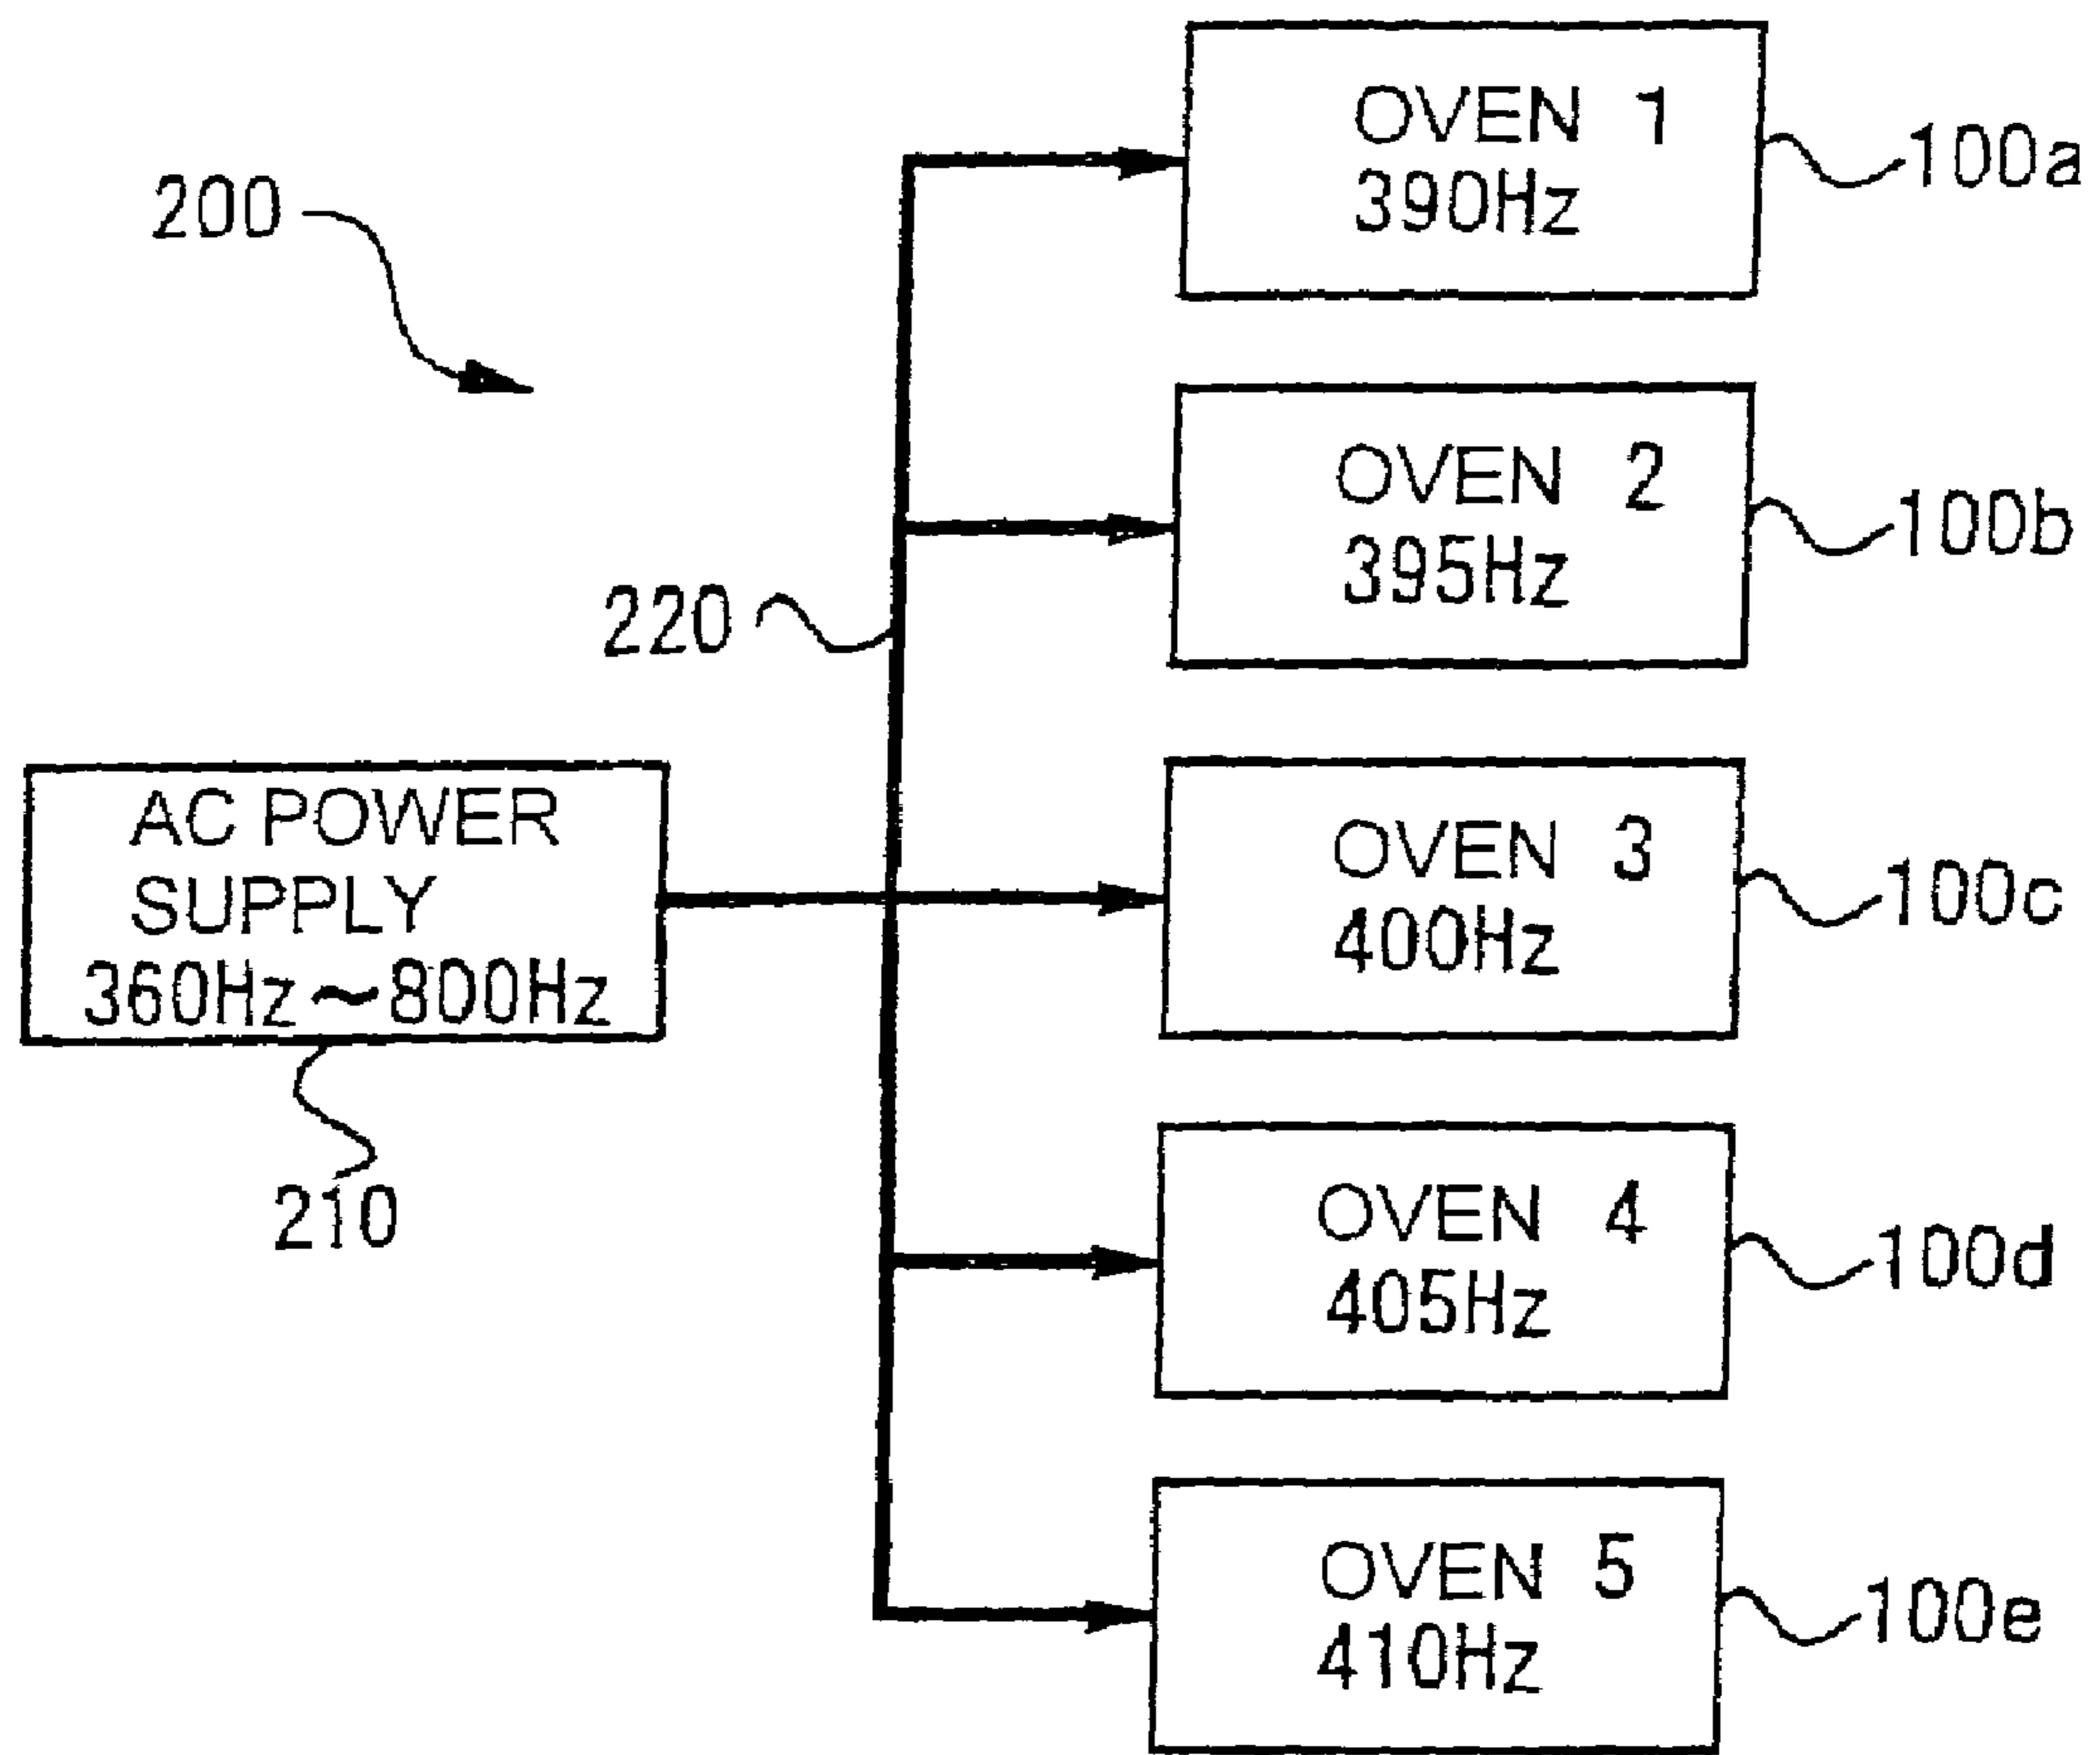 OVEN 1
390Hz
100a
200
OVEN 2
395Hz
100b
220
AC POWER
SUPPLY
360Hz~800Hz
210
OVEN 3
400Hz
100c
OVEN 4
405Hz
100d
OVEN 5
410Hz
100e